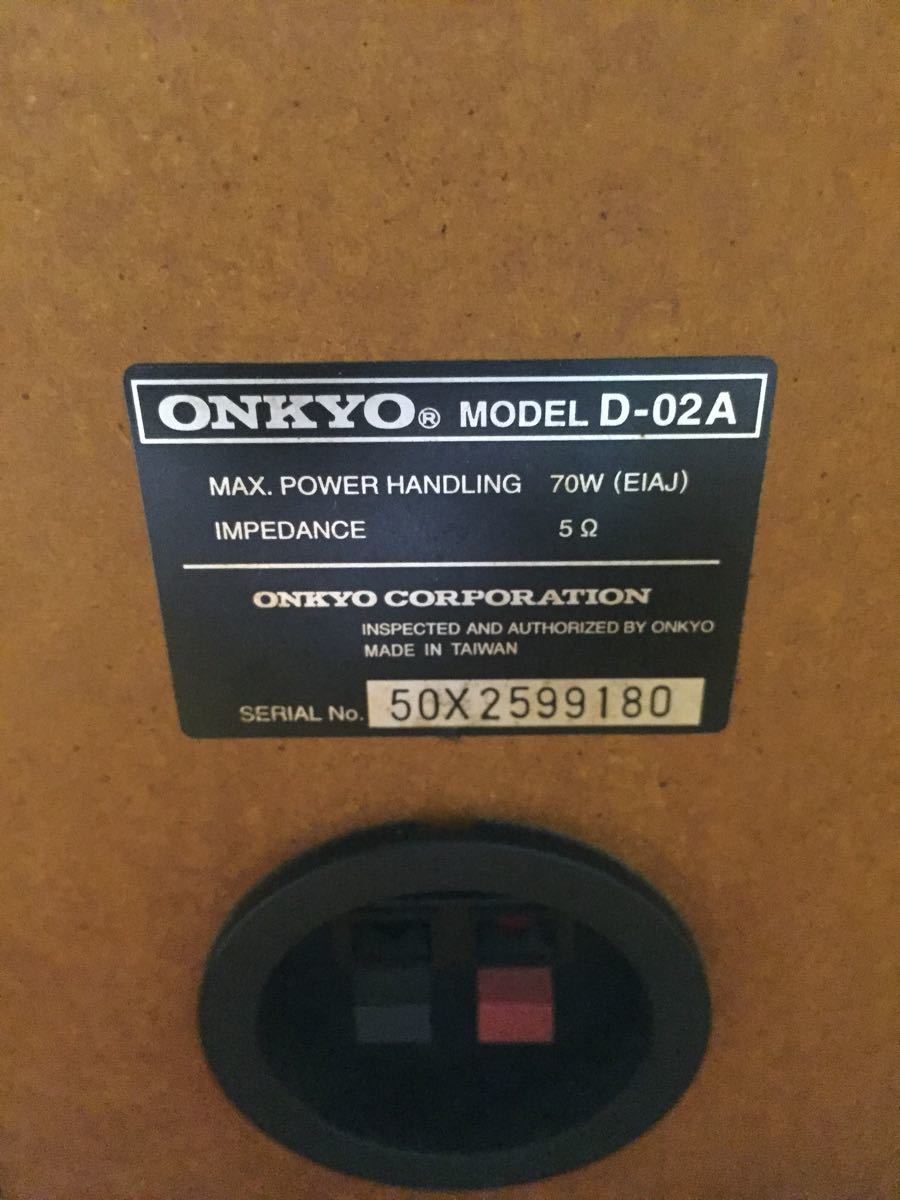 ONKYO® MODEL D-02A
MAX. POWER HANDLING 70W (EIAJ)
IMPEDANCE 5 Ω
ONKYO CORPORATION
INSPECTED AND AUTHORIZED BY ONKYO
MADE IN TAIWAN
SERIAL No. 50X2599180